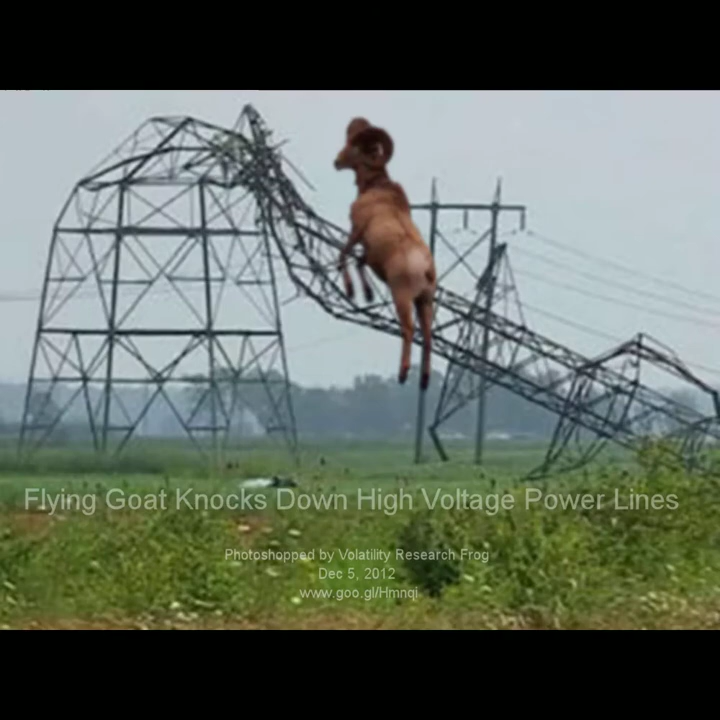 Flying Goat Knocks Down High Voltage Power Lines
Photoshopped by Volatility Research Frog
Dec 5, 2012
www.goo.gl/Hmnqi